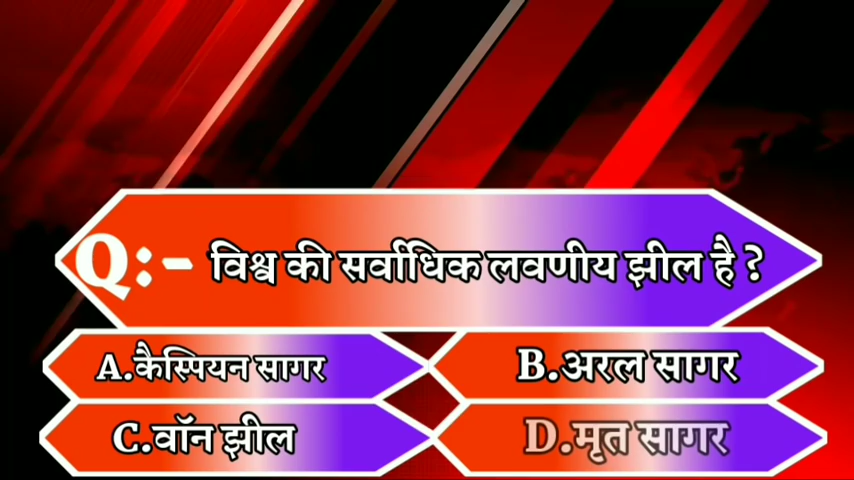 Q:- विश्व की सर्वाधिक लवणीय झील है ?
A.कैस्पियन सागर
B.अरल सागर
C.वॉन झील
D.मृत सागर